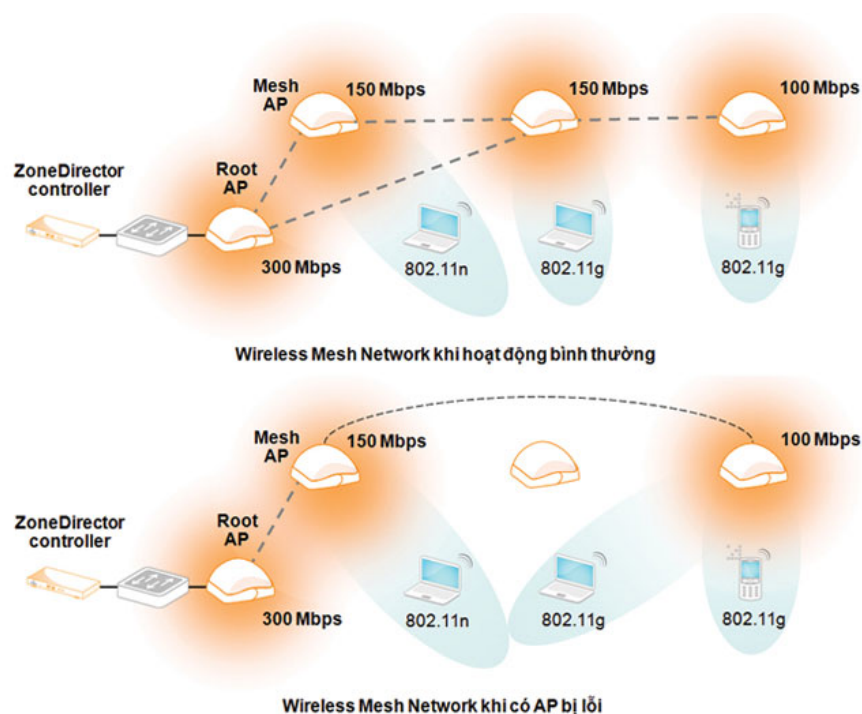 Mesh
AP
150 Mbps
150 Mbps
100 Mbps
ZoneDirector
controller
Root
AP
300 Mbps
802.11n
802.11g
802.11g
Wireless Mesh Network khi hoạt động bình thường
Mesh
AP
150 Mbps
100 Mbps
ZoneDirector
controller
Root
AP
300 Mbps
802.11n
802.11g
802.11g
Wireless Mesh Network khi có AP bị lỗi